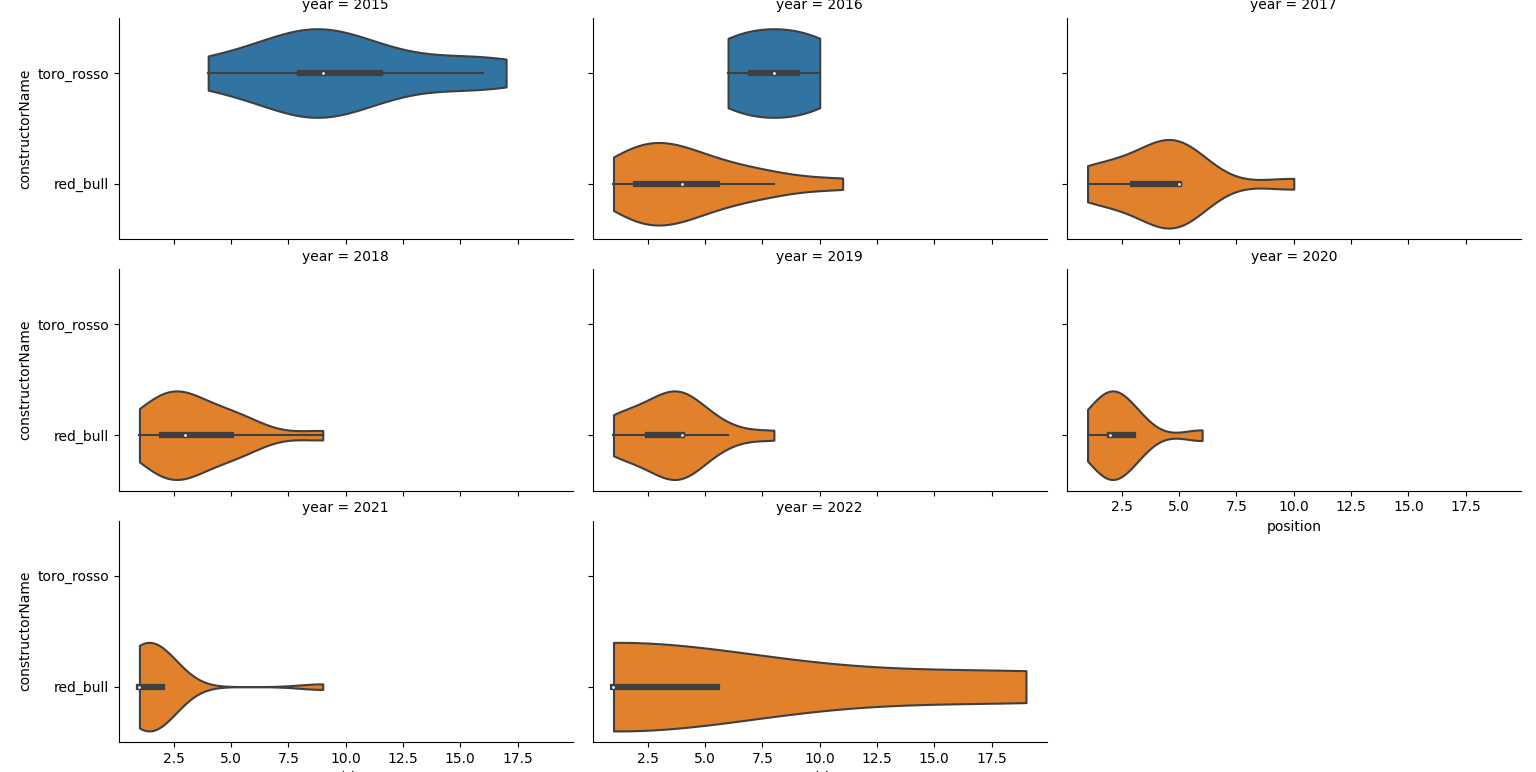 year = 2015
year = 2016
year = 2017
constructorName
toro_rosso
red_bull
year = 2018
year = 2019
year = 2020
constructorName
toro_rosso
red_bull
2.5 5.0 7.5 10.0 12.5 15.0 17.5
position
year = 2021
year = 2022
constructorName
toro_rosso
red_bull
2.5 5.0 7.5 10.0 12.5 15.0 17.5
2.5 5.0 7.5 10.0 12.5 15.0 17.5